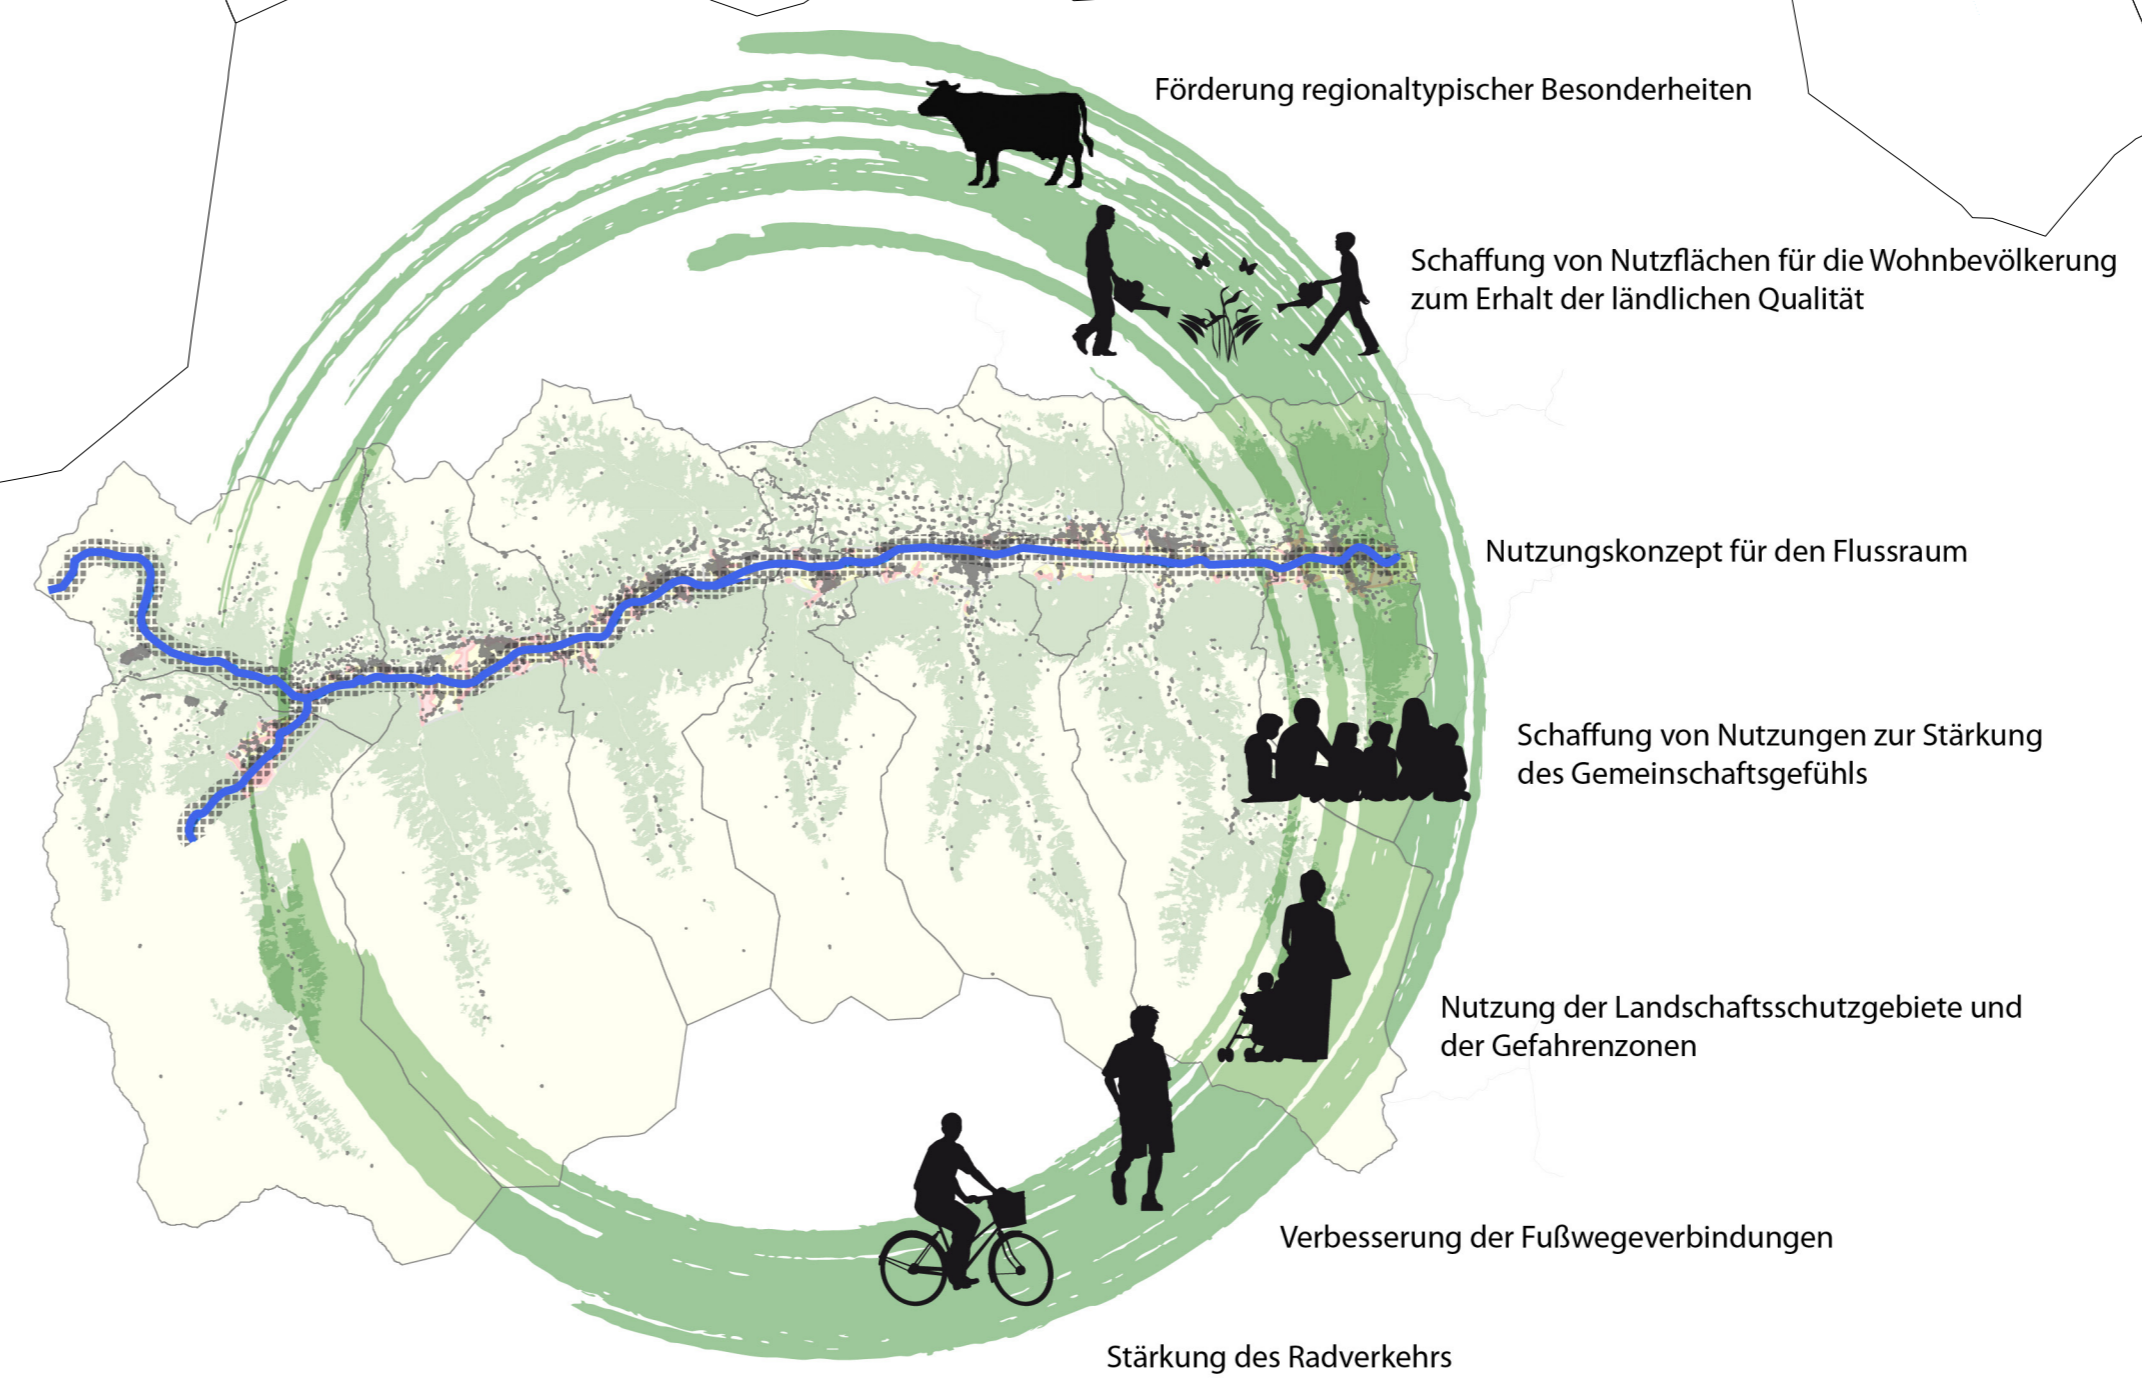 Förderung regionaltypischer Besonderheiten
Schaffung von Nutzflächen für die Wohnbevölkerung
zum Erhalt der ländlichen Qualität
Nutzungskonzept für den Flussraum
Schaffung von Nutzungen zur Stärkung
des Gemeinschaftsgefühls
Nutzung der Landschaftsschutzgebiete und
der Gefahrenzonen
Verbesserung der Fußwegeverbindungen
Stärkung des Radverkehrs